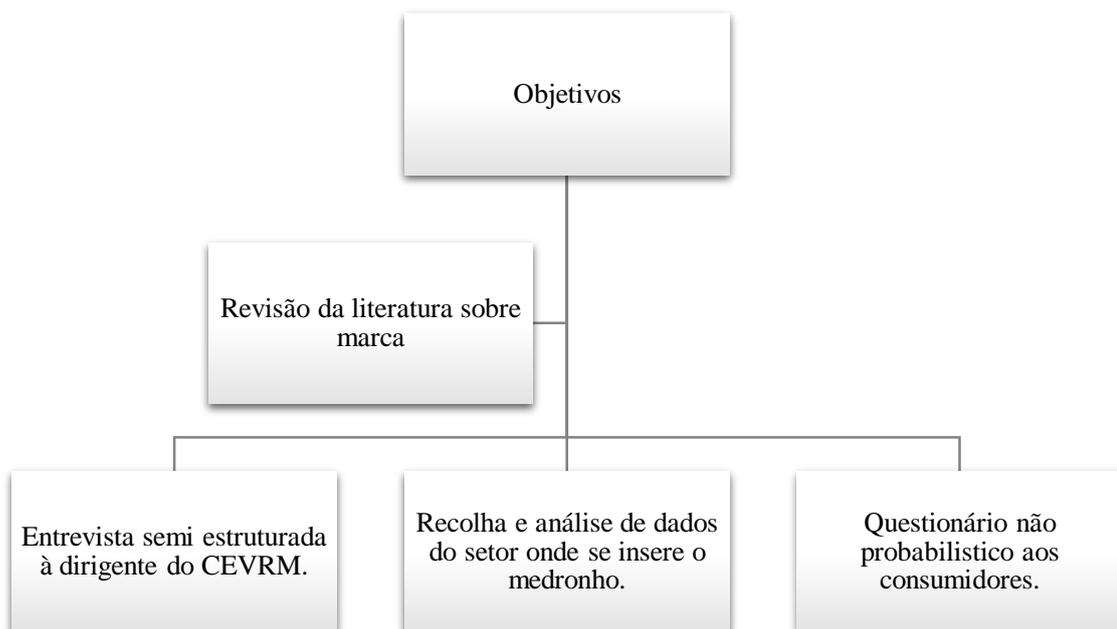 Objetivos
Revisão da literatura sobre
marca
Entrevista semi estruturada
à dirigente do CEVRM.
Recolha e análise de dados
do setor onde se insere o
medronho.
Questionário não
probabilistico aos
consumidores.